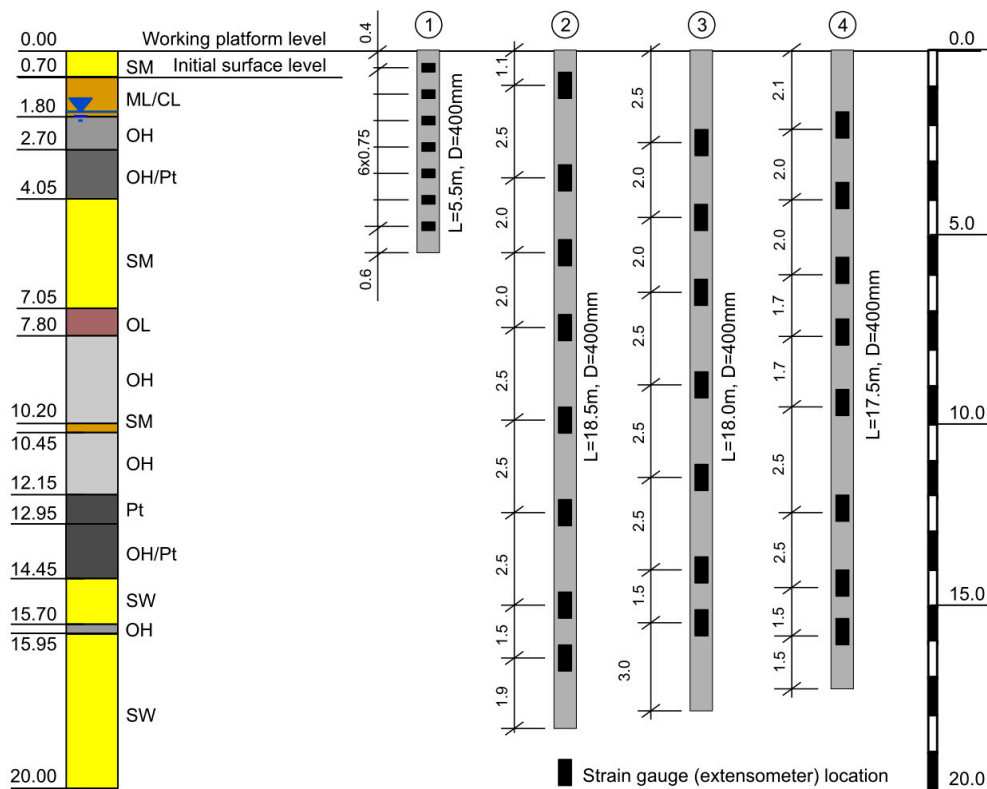 0.00
Working platform level
0.70
SM
Initial surface level
ML/CL
1.80
OH
2.70
OH/Pt
4.05
SM
7.05
OL
7.80
OH
10.20
SM
10.45
OH
12.15
Pt
12.95
OH/Pt
14.45
SW
15.70
OH
15.95
SW
20.00
1
0.4
6x0.75
0.6
L=5.5m, D=400mm
2
1.1
2.5
2.0
2.0
2.5
2.5
2.5
1.5
1.9
L=18.5m, D=400mm
3
2.5
2.0
2.0
2.5
2.5
2.5
1.5
3.0
L=18.0m, D=400mm
4
2.1
2.0
2.0
1.7
1.7
2.5
2.5
1.5
1.5
L=17.5m, D=400mm
0.0
5.0
10.0
15.0
20.0
Strain gauge (extensometer) location